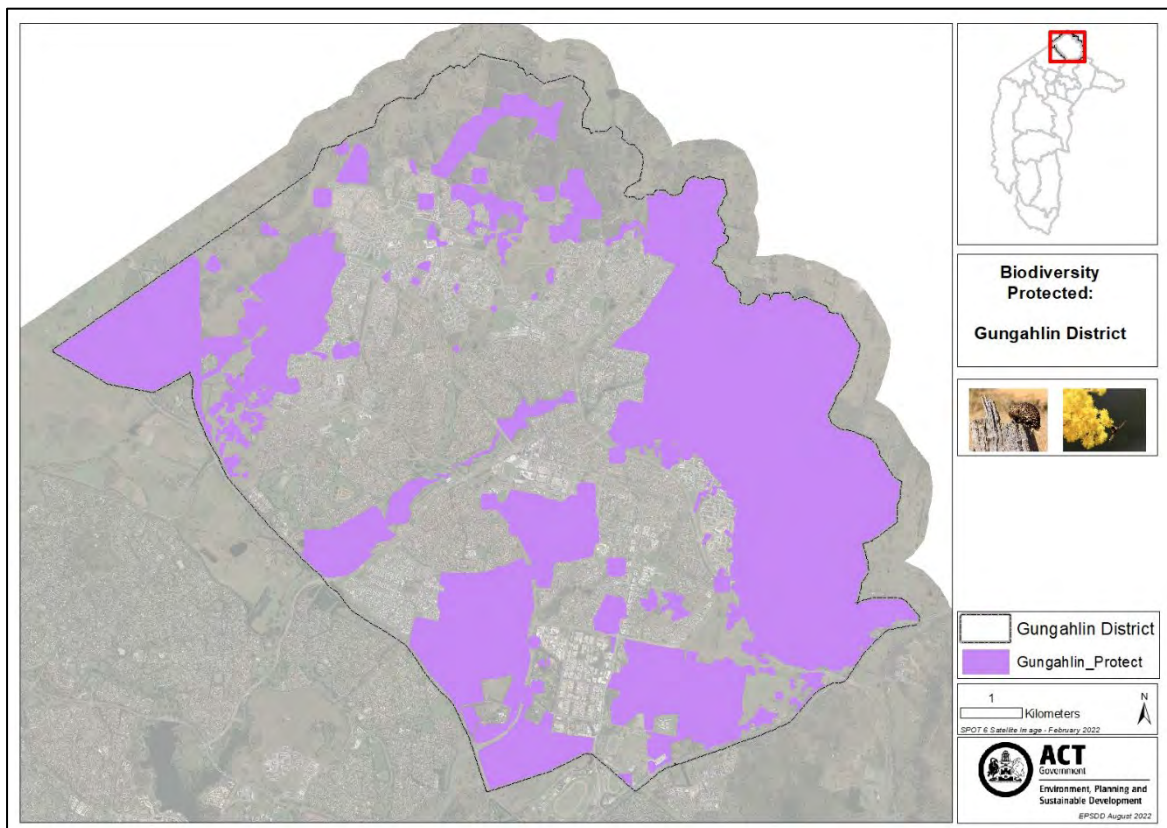 Biodiversity
Protected:
Gungahlin District
Gungahlin District
Gungahlin_Protect
1
Kilometers
N
SPOT 6 Satelite Image - February 2022
ACT
Government
Environment, Planning and
Sustainable Development
EPSDD August 2022